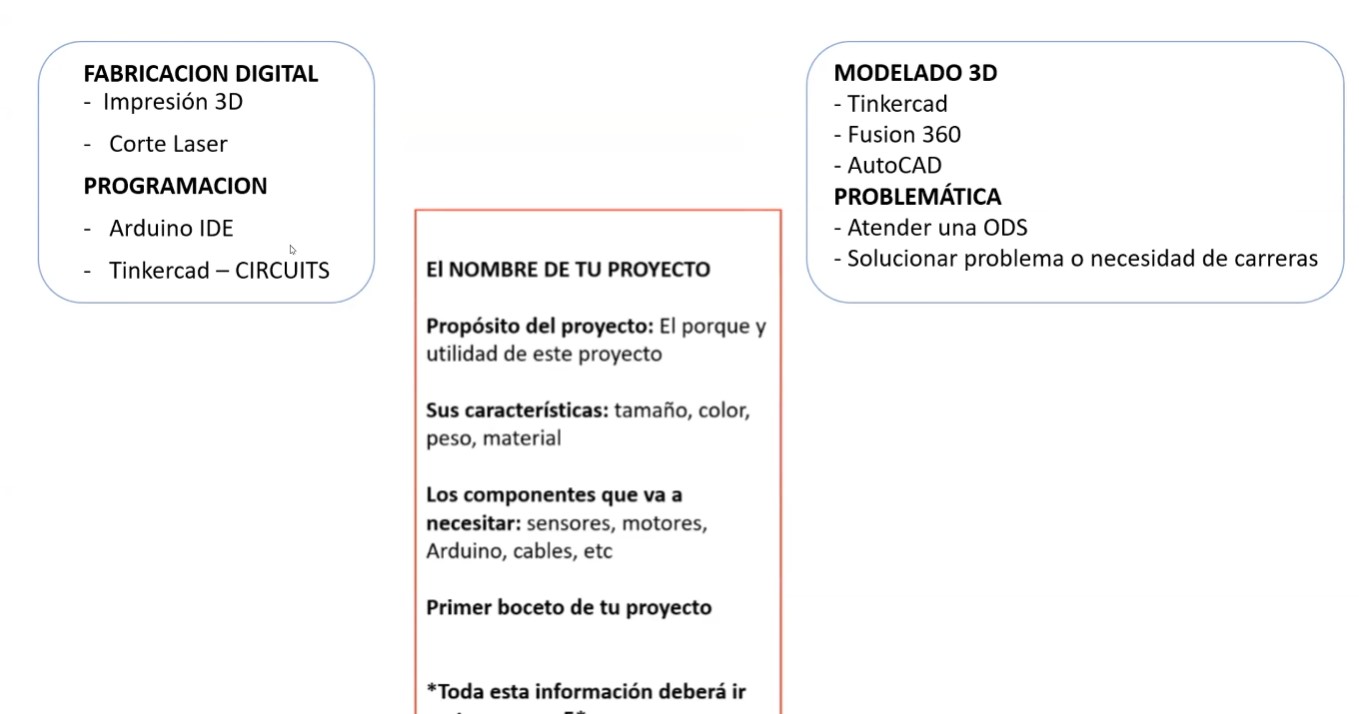 FABRICACION DIGITAL
- Impresión 3D
- Corte Laser
PROGRAMACION
- Arduino IDE
- Tinkercad – CIRCUITS
El NOMBRE DE TU PROYECTO
Propósito del proyecto: El porque y
utilidad de este proyecto
Sus características: tamaño, color,
peso, material
Los componentes que va a
necesitar: sensores, motores,
Arduino, cables, etc
Primer boceto de tu proyecto
*Toda esta información deberá ir
MODELADO 3D
- Tinkercad
- Fusion 360
- AutoCAD
PROBLEMÁTICA
- Atender una ODS
- Solucionar problema o necesidad de carreras